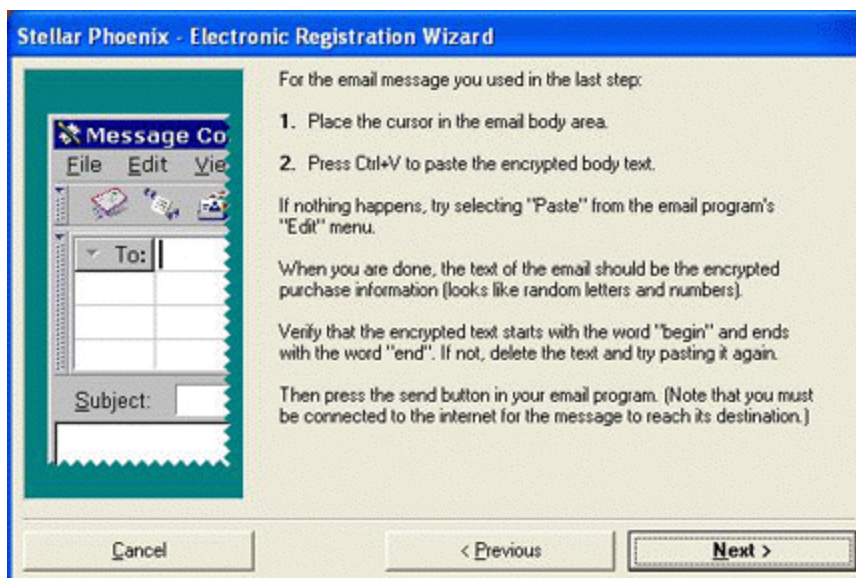 Stellar Phoenix - Electronic Registration Wizard
Message Co
File Edit Vie
To:
Subject:
For the email message you used in the last step:
1. Place the cursor in the email body area.
2. Press Ctrl+V to paste the encrypted body text.
If nothing happens, try selecting "Paste" from the email program's
"Edit" menu.
When you are done, the text of the email should be the encrypted
purchase information (looks like random letters and numbers).
Verify that the encrypted text starts with the word "begin" and ends
with the word "end". If not, delete the text and try pasting it again.
Then press the send button in your email program. (Note that you must
be connected to the internet for the message to reach its destination.)
Cancel
< Previous
Next >